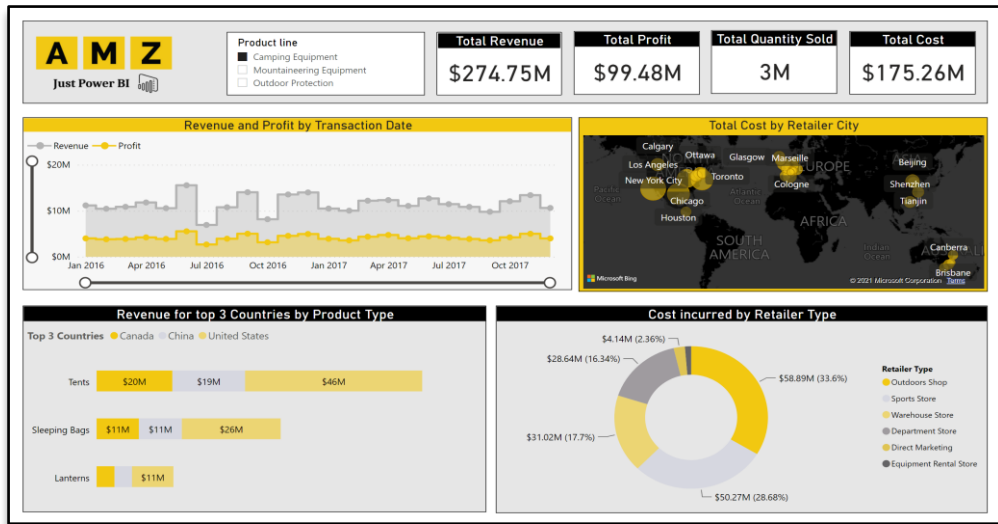 A M Z
Just Power BI
Product line
Camping Equipment
Mountaineering Equipment
Outdoor Protection
Total Revenue
$274.75M
Total Profit
$99.48M
Total Quantity Sold
3M
Total Cost
$175.26M
Revenue and Profit by Transaction Date
Revenue Profit
$20M
$10M
$0M
Jan 2016 Apr 2016 Jul 2016 Oct 2016 Jan 2017 Apr 2017 Jul 2017 Oct 2017
Total Cost by Retailer City
Calgary
Ottawa
Glasgow
Marseille
EUROPE
Los Angeles
Beijing
New York City
Toronto
Cologne
Shenzhen
Pacific
Ocean
Atlantic
Ocean
Chicago
Tianjin
Houston
AFRICA
SOUTH
AMERICA
Indian
Ocean
Canberra
Brisbane
Microsoft Bing
© 2021 Microsoft Corporation Terms
Revenue for top 3 Countries by Product Type
Top 3 Countries Canada China United States
Tents $20M $19M $46M
Sleeping Bags $11M $11M $26M
Lanterns $11M
Cost incurred by Retailer Type
$4.14M (2.36%)
$28.64M (16.34%)
$58.89M (33.6%)
$31.02M (17.7%)
$50.27M (28.68%)
Retailer Type
Outdoors Shop
Sports Store
Warehouse Store
Department Store
Direct Marketing
Equipment Rental Store